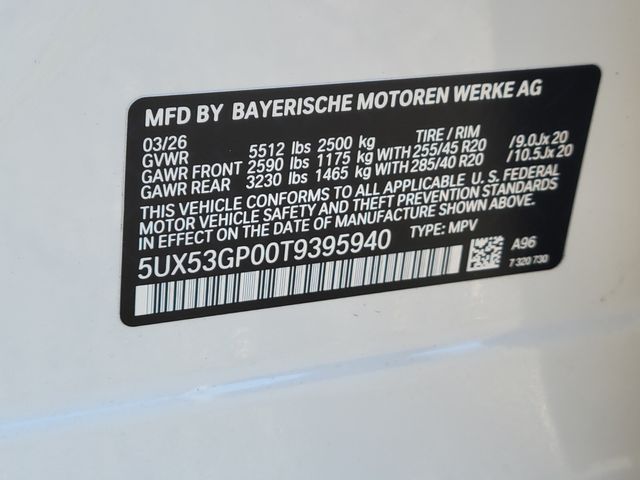 MFD BY BAYERISCHE MOTOREN WERKE AG
03/26 TIRE / RIM
GVWR 5512 lbs 2500 kg
GAWR FRONT 2590 lbs 1175 kg WITH 255/45 R20 /9.0Jx 20
GAWR REAR 3230 lbs 1465 kg WITH 285/40 R20 /10.5Jx 20
THIS VEHICLE CONFORMS TO ALL APPLICABLE U.S. FEDERAL
MOTOR VEHICLE SAFETY AND THEFT PREVENTION STANDARDS
IN EFFECT ON THE DATE OF MANUFACTURE SHOWN ABOVE.
5UX53GP00T9395940 TYPE: MPV A96
7 320 730